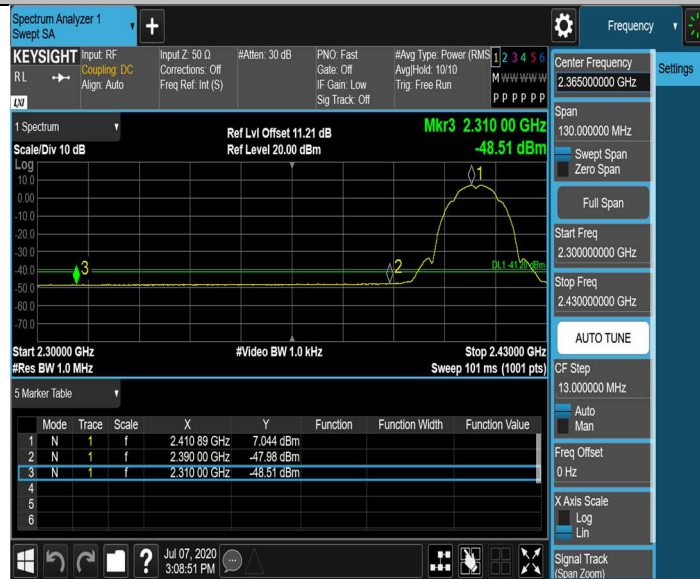 Spectrum Analyzer 1
Swept SA
Frequency
KEYSIGHT
RL
LXI
Input: RF
Coupling: DC
Align: Auto
Input Z: 50 Ω
Corrections: Off
Freq Ref: Int (S)
#Atten: 30 dB
PNO: Fast
Gate: Off
IF Gain: Low
Sig Track: Off
#Avg Type: Power (RMS
Avg|Hold: 10/10
Trig: Free Run
1 2 3 4 5 6
M W W W W W
P P P P P P
Settings
Center Frequency
2.365000000 GHz
Span
130.000000 MHz
Swept Span
Zero Span
Full Span
Start Freq
2.300000000 GHz
Stop Freq
2.430000000 GHz
AUTO TUNE
CF Step
13.000000 MHz
Auto
Man
Freq Offset
0 Hz
X Axis Scale
Log
Lin
Signal Track
(Span Zoom)
1 Spectrum
Scale/Div 10 dB
Ref Lvl Offset 11.21 dB
Ref Level 20.00 dBm
Mkr3 2.310 00 GHz
-48.51 dBm
Log
10.0
0.00
-10.0
-20.0
-30.0
-40.0
-50.0
-60.0
-70.0
1
2
3
DL1 -41.20 dBm
Start 2.30000 GHz
#Video BW 1.0 kHz
Stop 2.43000 GHz
#Res BW 1.0 MHz
Sweep 101 ms (1001 pts)
5 Marker Table
Mode Trace Scale X Y Function Function Width Function Value
1 N 1 f 2.410 89 GHz 7.044 dBm
2 N 1 f 2.390 00 GHz -47.98 dBm
3 N 1 f 2.310 00 GHz -48.51 dBm
4
5
6
?
Jul 07, 2020
3:08:51 PM